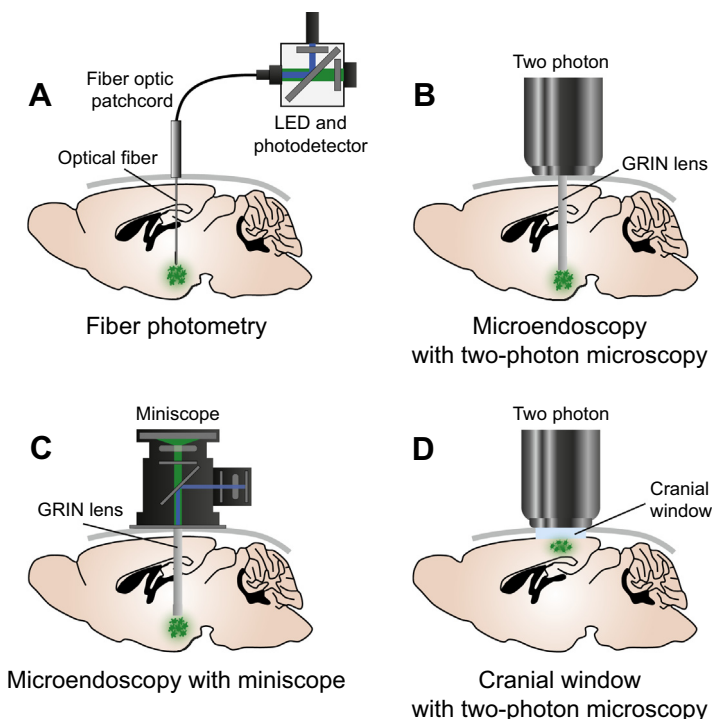 A
Fiber optic
patchcord
LED and
photodetector
Optical fiber
Fiber photometry
B
Two photon
GRIN lens
Microendoscopy
with two-photon microscopy
C
Miniscope
GRIN lens
Microendoscopy with miniscope
D
Two photon
Cranial
window
Cranial window
with two-photon microscopy